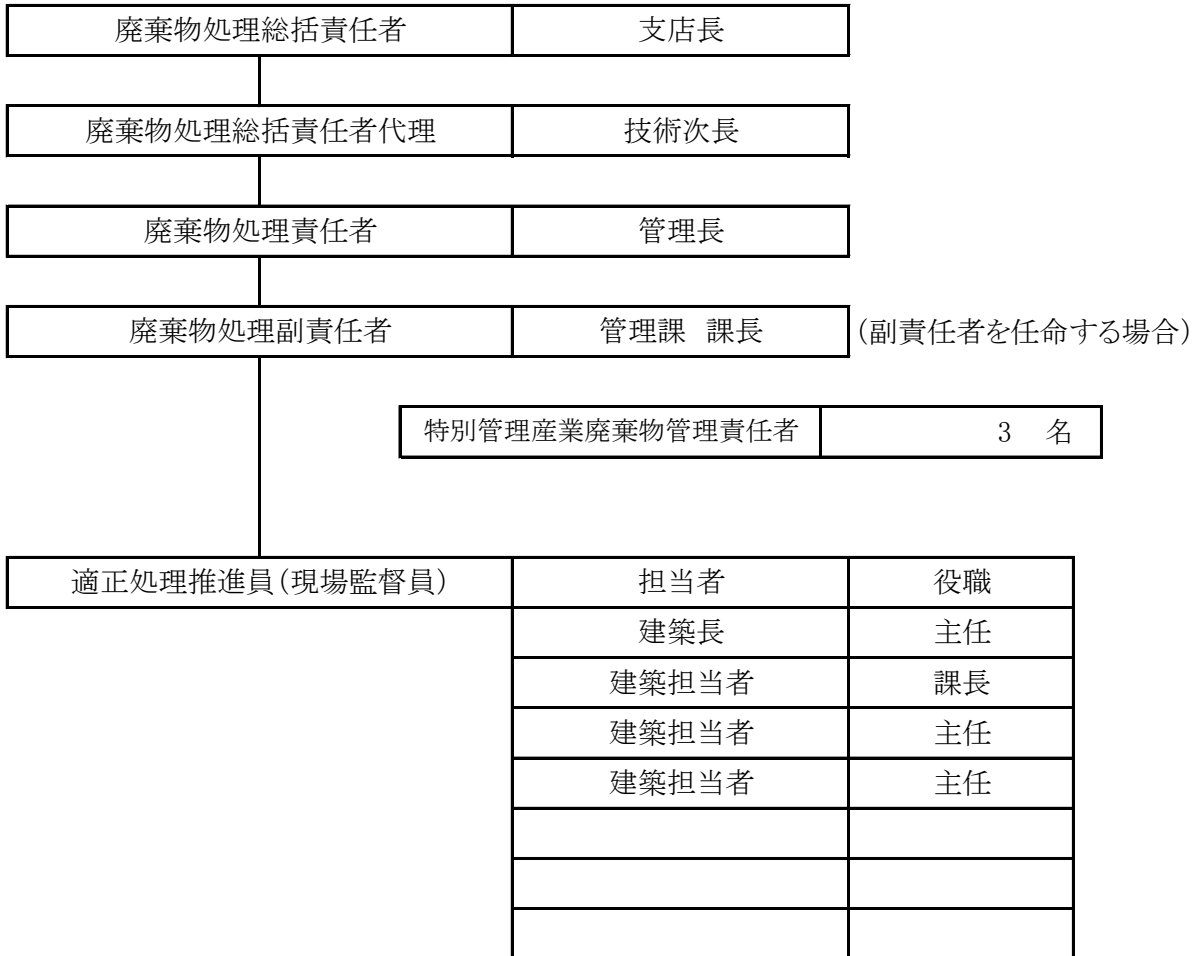 廃棄物処理総括責任者 支店長
廃棄物処理総括責任者代理 技術次長
廃棄物処理責任者 管理長
廃棄物処理副責任者 管理課 課長 (副責任者を任命する場合)
特別管理産業廃棄物管理責任者 3 名
適正処理推進員(現場監督員) 担当者 役職
建築長 主任
建築担当者 課長
建築担当者 主任
建築担当者 主任